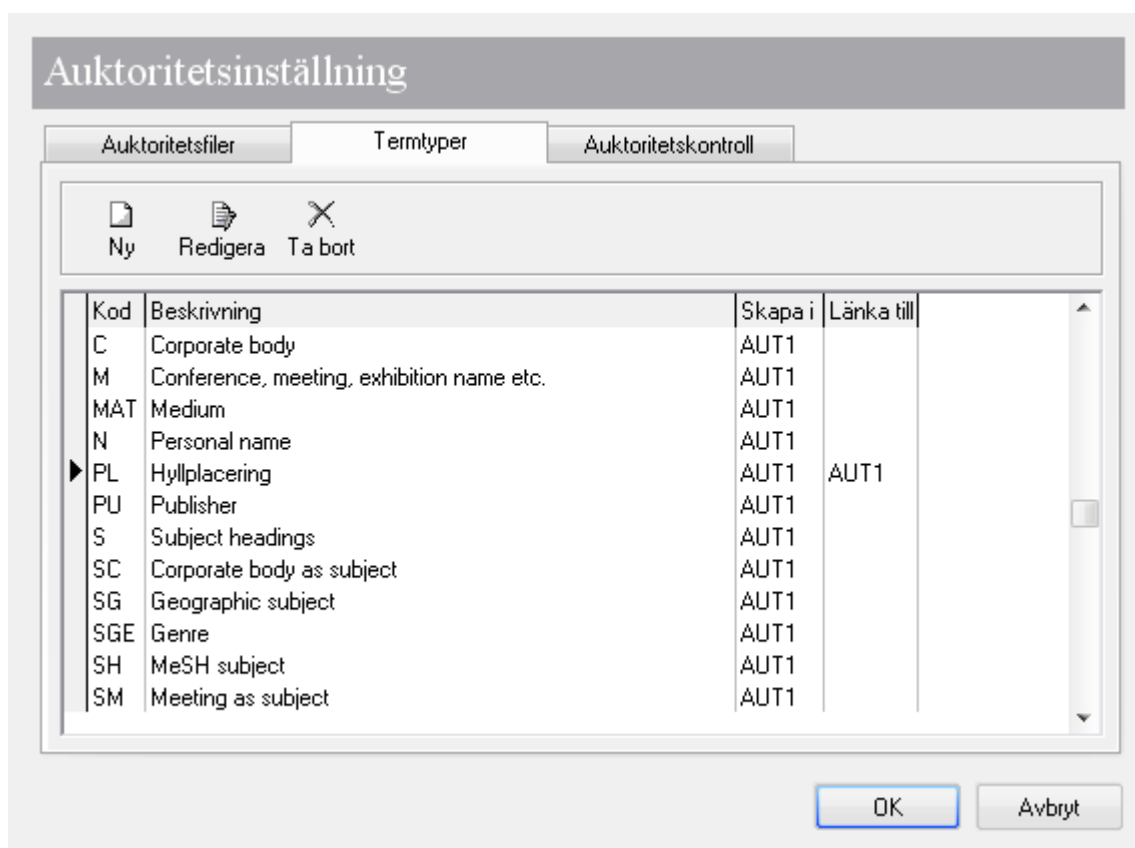 Auktoritetsinställning
Auktoritetsfiler Termtyper Auktoritetskontroll
Ny Redigera Ta bort
Kod Beskrivning Skapa i Länka till
C Corporate body AUT1
M Conference, meeting, exhibition name etc. AUT1
MAT Medium AUT1
N Personal name AUT1
PL Hyllplacering AUT1 AUT1
PU Publisher AUT1
S Subject headings AUT1
SC Corporate body as subject AUT1
SG Geographic subject AUT1
SGE Genre AUT1
SH MeSH subject AUT1
SM Meeting as subject AUT1
OK Avbryt